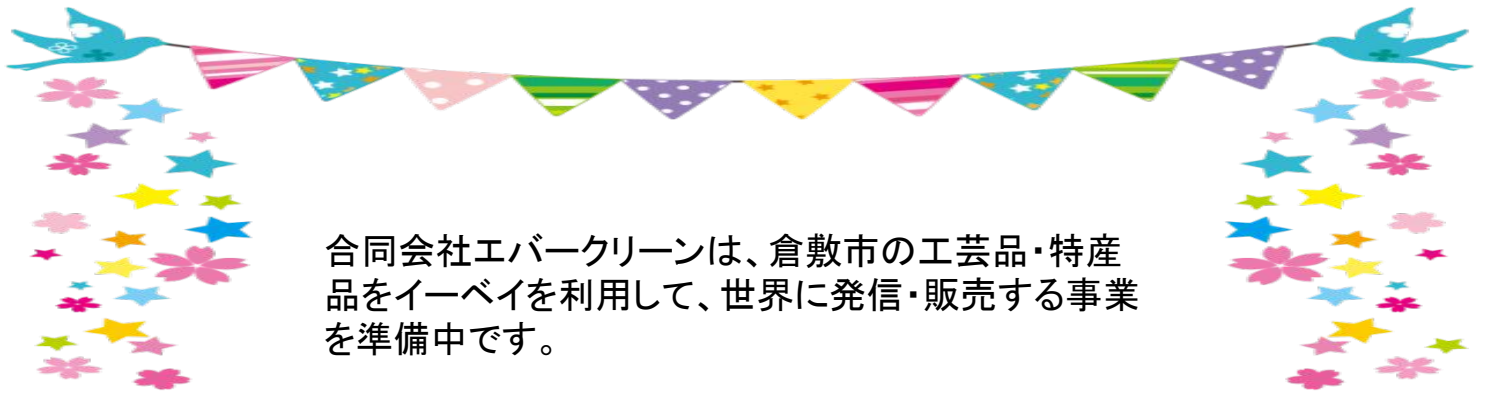 合同会社エバークリーンは、倉敷市の工芸品・特産
品をイーベイを利用して、世界に発信・販売する事業
を準備中です。